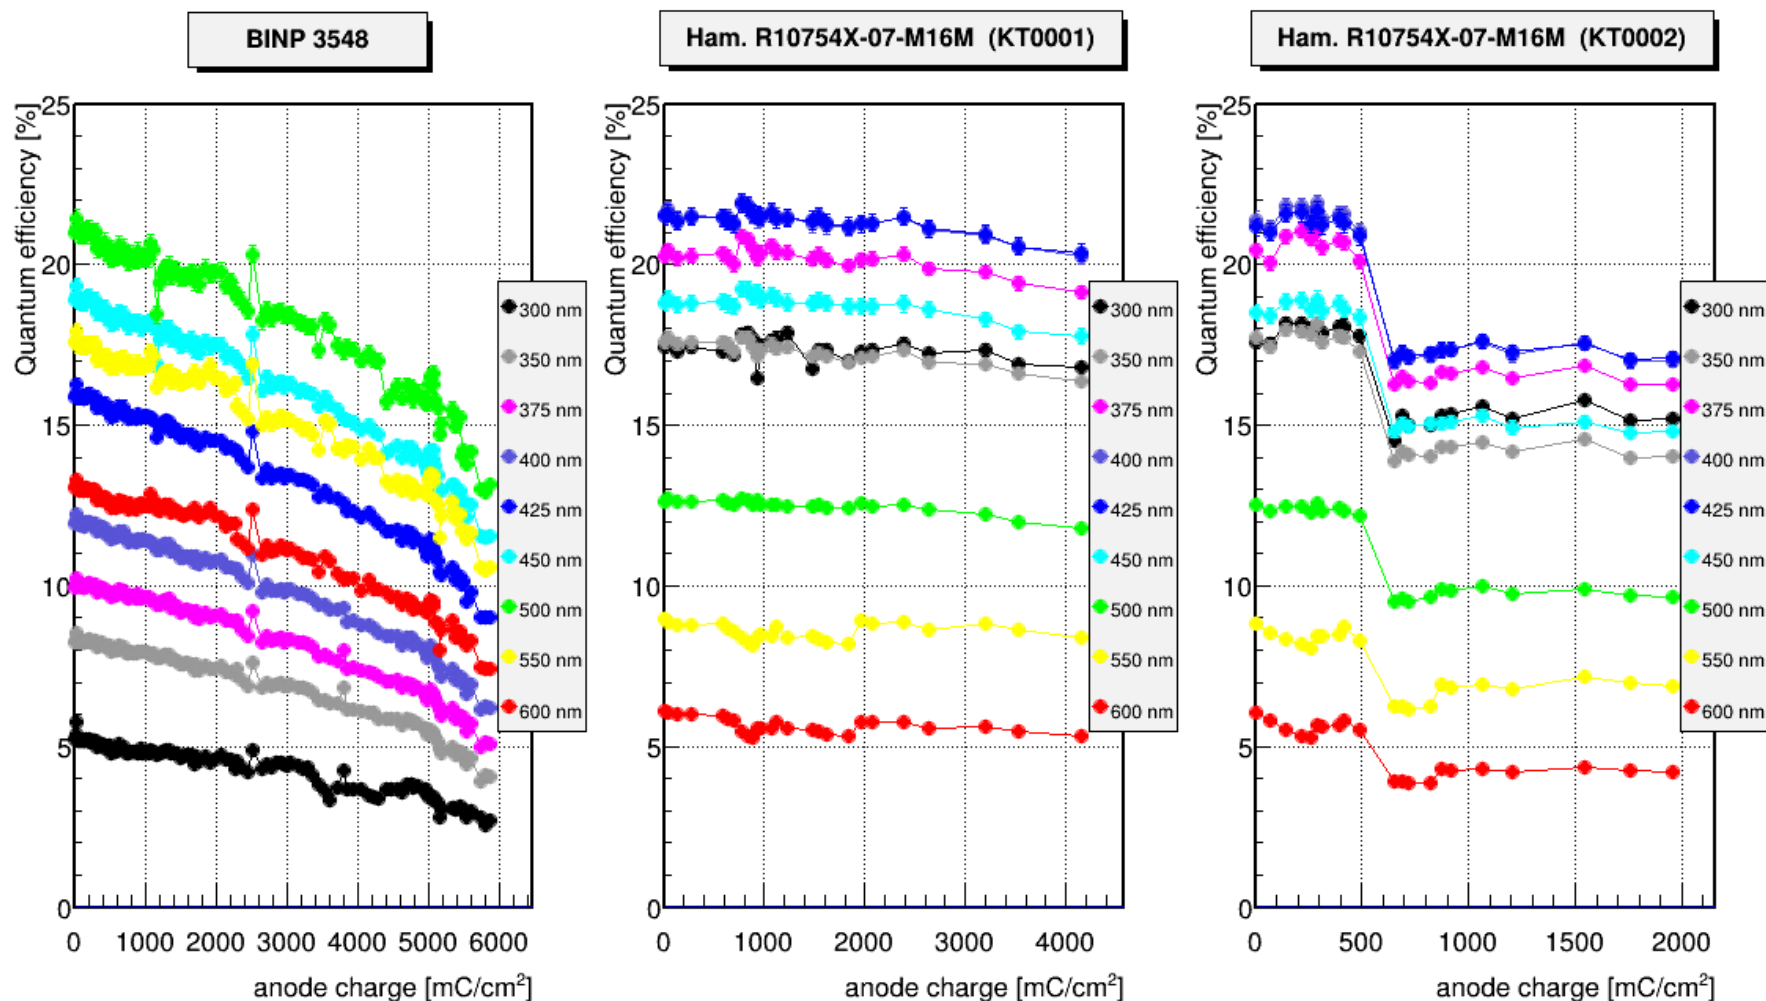 BINP 3548
Quantum efficiency [%]
25
20
15
10
5
0
0 1000 2000 3000 4000 5000 6000
anode charge [mC/cm²]
300 nm
350 nm
375 nm
400 nm
425 nm
450 nm
500 nm
550 nm
600 nm
Ham. R10754X-07-M16M (KT0001)
Quantum efficiency [%]
25
20
15
10
5
0
0 1000 2000 3000 4000
anode charge [mC/cm²]
300 nm
350 nm
375 nm
400 nm
425 nm
450 nm
500 nm
550 nm
600 nm
Ham. R10754X-07-M16M (KT0002)
Quantum efficiency [%]
25
20
15
10
5
0
0 500 1000 1500 2000
anode charge [mC/cm²]
300 nm
350 nm
375 nm
400 nm
425 nm
450 nm
500 nm
550 nm
600 nm